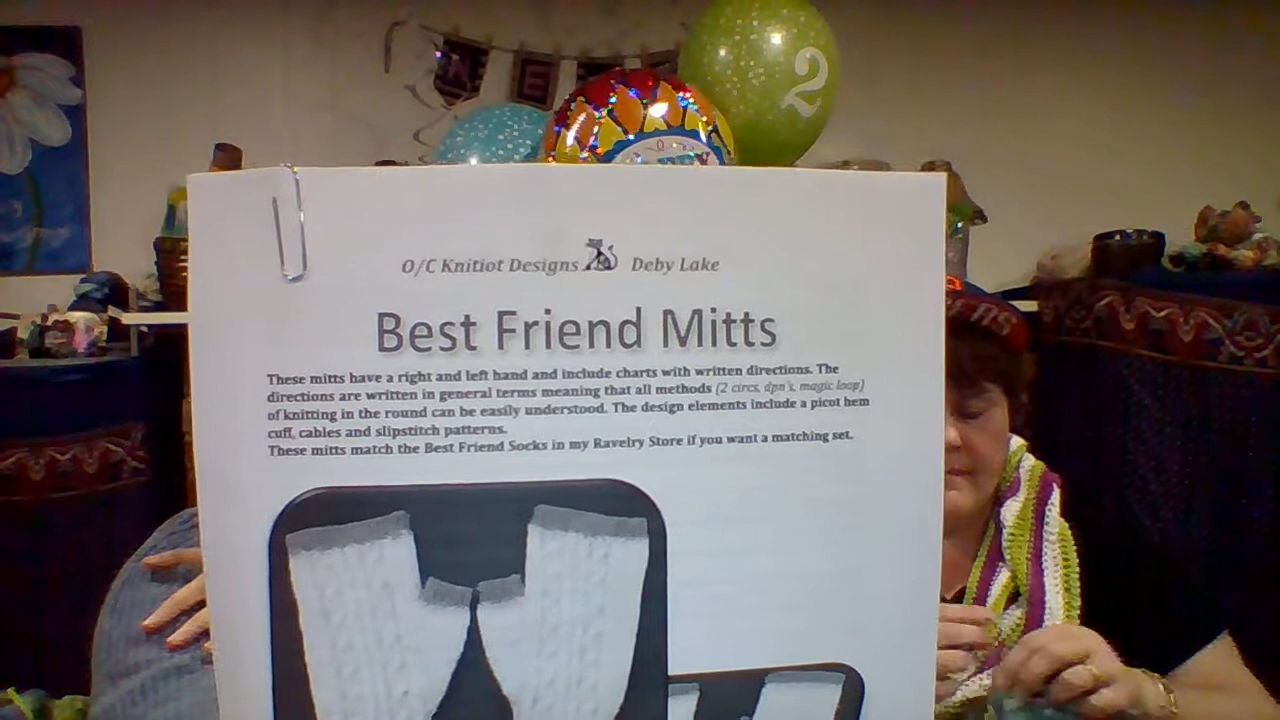 2
O/C Knitiot Designs Deby Lake
Best Friend Mitts
These mitts have a right and left hand and include charts with written directions. The
directions are written in general terms meaning that all methods (2 circs, dpn's, magic loop)
of knitting in the round can be easily understood. The design elements include a picot hem
cuff, cables and slipstitch patterns.
These mitts match the Best Friend Socks in my Ravelry Store if you want a matching set.